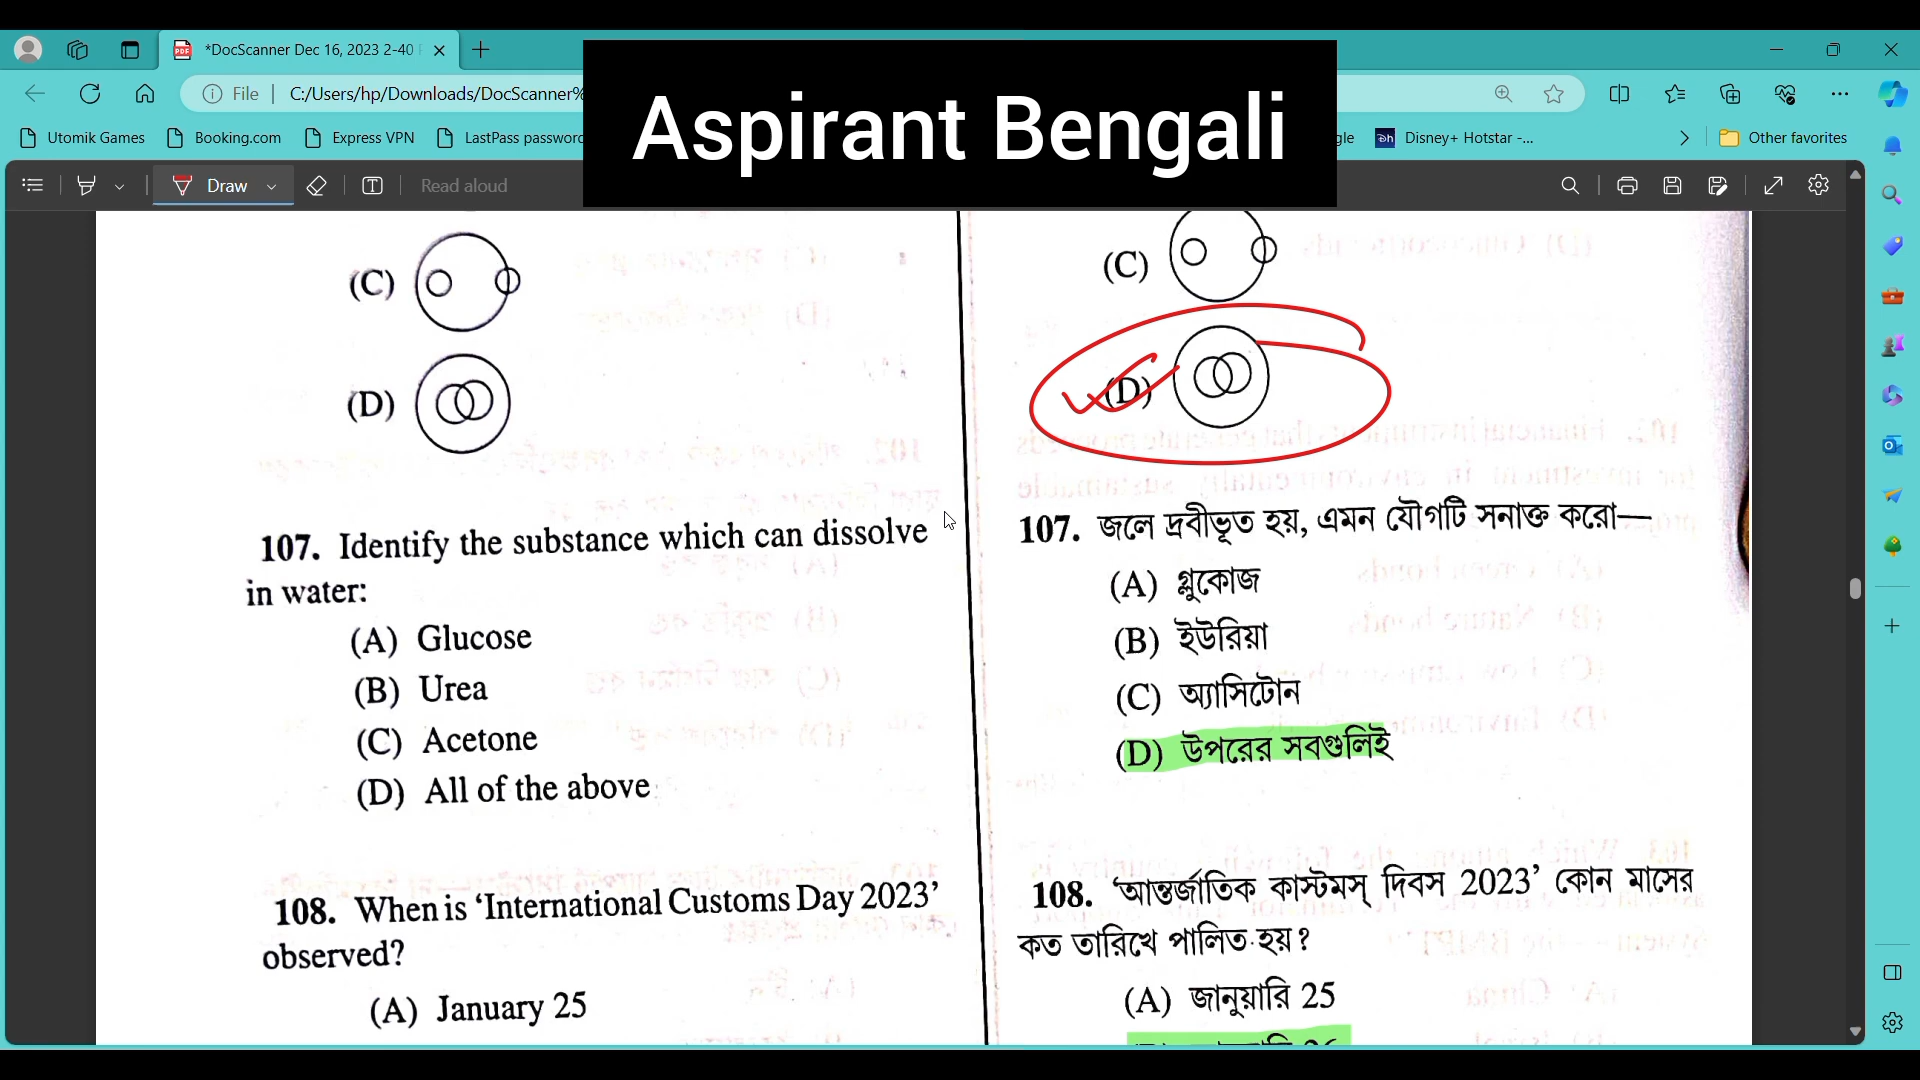 *DocScanner Dec 16, 2023 2-40
File
C:/Users/hp/Downloads/DocScanner%
Aspirant Bengali
Utomik Games
Booking.com
Express VPN
LastPass password
gle
Disney+ Hotstar -...
Other favorites
Draw
Read aloud
(C)
(D)
107. Identify the substance which can dissolve
in water:
(A) Glucose
(B) Urea
(C) Acetone
(D) All of the above
108. When is ‘International Customs Day 2023’
observed?
(A) January 25
(C)
(D)
107. জলে দ্রবীভূত হয়, এমন যৌগটি সনাক্ত করো—
(A) গ্লুকোজ
(B) ইউরিয়া
(C) অ্যাসিটোন
(D) উপরের সবগুলিই
108. ‘আন্তর্জাতিক কাস্টমস্ দিবস 2023’ কোন মাসের
কত তারিখে পালিত হয়?
(A) জানুয়ারি 25